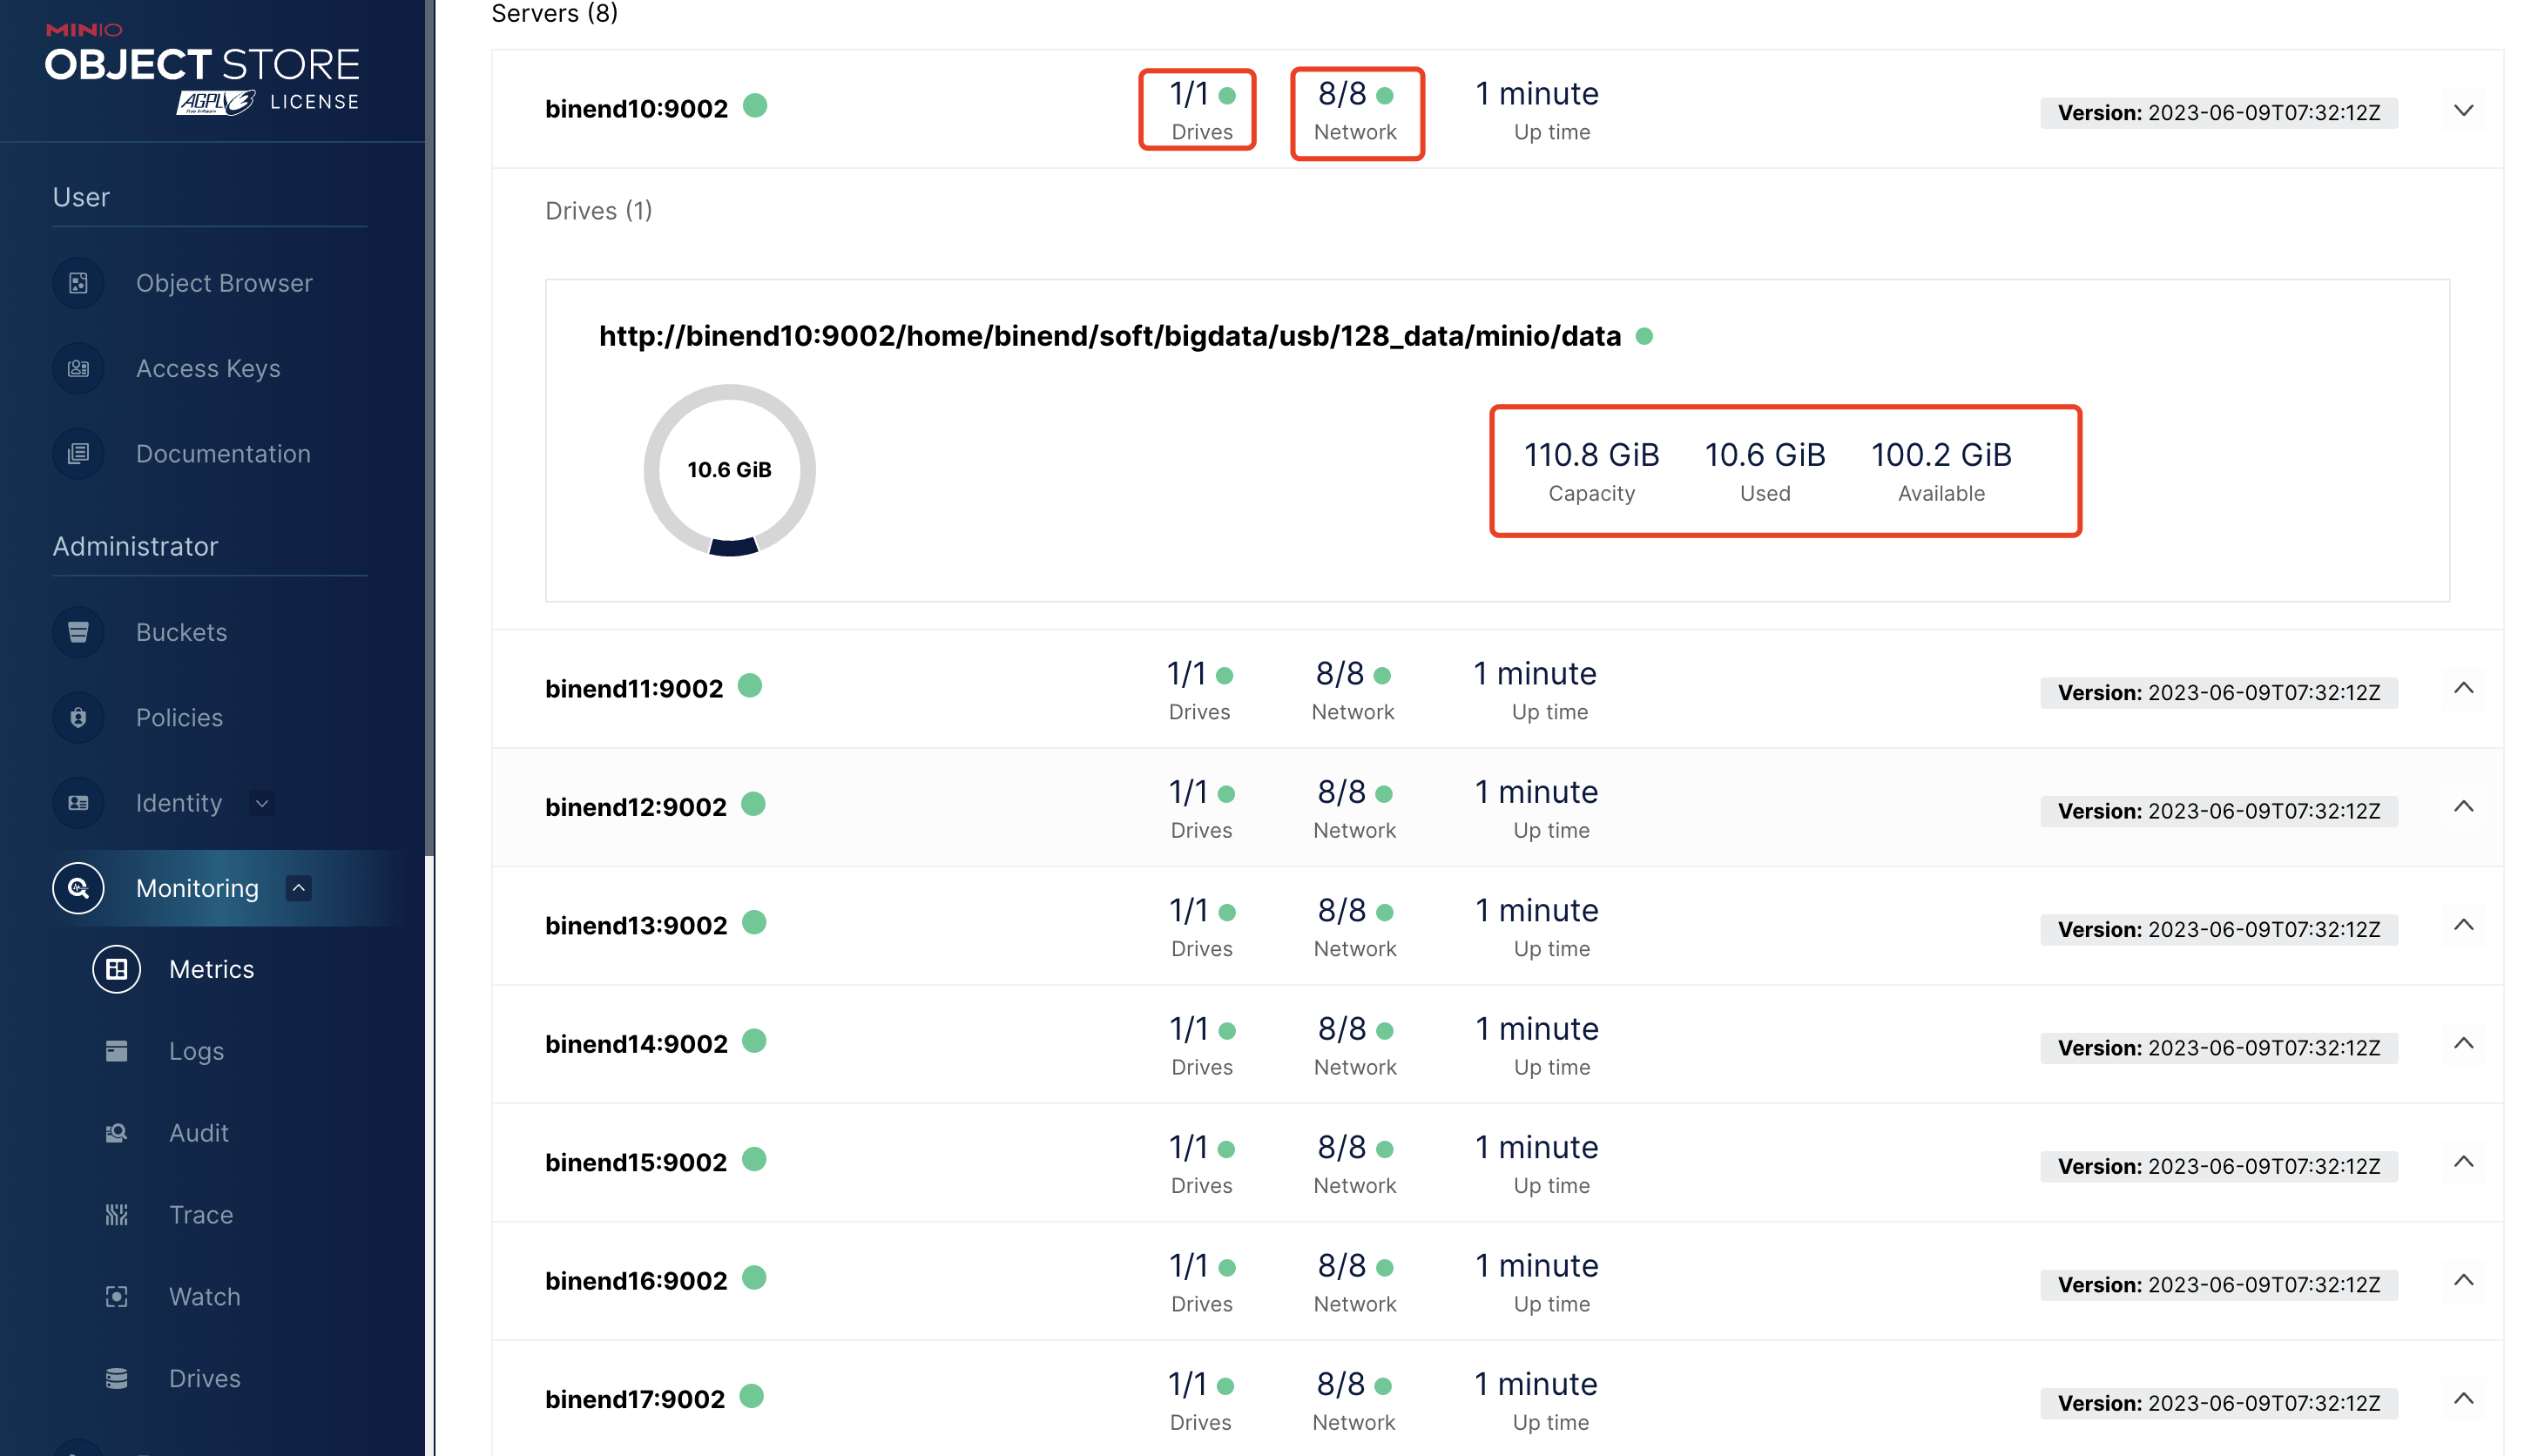 MINIO
OBJECT STORE
AGPLv3 LICENSE
Free Software
User
Object Browser
Access Keys
Documentation
Administrator
Buckets
Policies
Identity
Monitoring
Metrics
Logs
Audit
Trace
Watch
Drives
Servers (8)
binend10:9002
1/1
Drives
8/8
Network
1 minute
Up time
Version: 2023-06-09T07:32:12Z
Drives (1)
http://binend10:9002/home/binend/soft/bigdata/usb/128_data/minio/data
10.6 GiB
110.8 GiB
Capacity
10.6 GiB
Used
100.2 GiB
Available
binend11:9002
1/1
Drives
8/8
Network
1 minute
Up time
Version: 2023-06-09T07:32:12Z
binend12:9002
1/1
Drives
8/8
Network
1 minute
Up time
Version: 2023-06-09T07:32:12Z
binend13:9002
1/1
Drives
8/8
Network
1 minute
Up time
Version: 2023-06-09T07:32:12Z
binend14:9002
1/1
Drives
8/8
Network
1 minute
Up time
Version: 2023-06-09T07:32:12Z
binend15:9002
1/1
Drives
8/8
Network
1 minute
Up time
Version: 2023-06-09T07:32:12Z
binend16:9002
1/1
Drives
8/8
Network
1 minute
Up time
Version: 2023-06-09T07:32:12Z
binend17:9002
1/1
Drives
8/8
Network
1 minute
Up time
Version: 2023-06-09T07:32:12Z